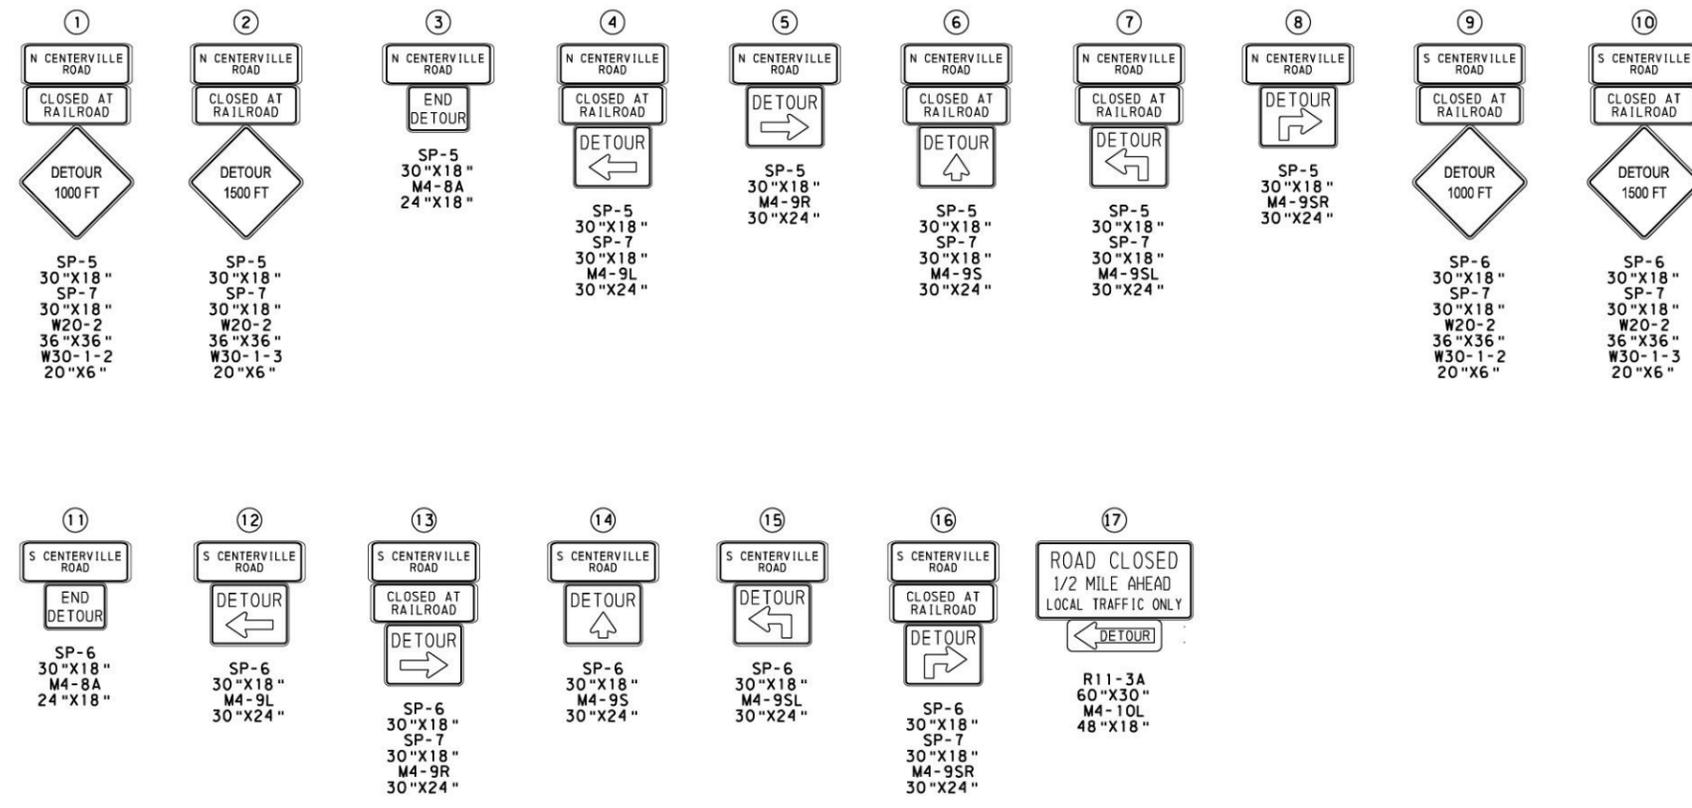 1
N CENTERVILLE
ROAD
CLOSED AT
RAILROAD
DETOUR
1000 FT
SP-5
30"X18"
SP-7
30"X18"
W20-2
36"X36"
W30-1-2
20"X6"
2
N CENTERVILLE
ROAD
CLOSED AT
RAILROAD
DETOUR
1500 FT
SP-5
30"X18"
SP-7
30"X18"
W20-2
36"X36"
W30-1-3
20"X6"
3
N CENTERVILLE
ROAD
END
DETOUR
SP-5
30"X18"
M4-8A
24"X18"
4
N CENTERVILLE
ROAD
CLOSED AT
RAILROAD
DETOUR
SP-5
30"X18"
SP-7
30"X18"
M4-9L
30"X24"
5
N CENTERVILLE
ROAD
DETOUR
SP-5
30"X18"
M4-9R
30"X24"
6
N CENTERVILLE
ROAD
CLOSED AT
RAILROAD
DETOUR
SP-5
30"X18"
SP-7
30"X18"
M4-9S
30"X24"
7
N CENTERVILLE
ROAD
CLOSED AT
RAILROAD
DETOUR
SP-5
30"X18"
SP-7
30"X18"
M4-9SL
30"X24"
8
N CENTERVILLE
ROAD
DETOUR
SP-5
30"X18"
M4-9SR
30"X24"
9
S CENTERVILLE
ROAD
CLOSED AT
RAILROAD
DETOUR
1000 FT
SP-6
30"X18"
SP-7
30"X18"
W20-2
36"X36"
W30-1-2
20"X6"
10
S CENTERVILLE
ROAD
CLOSED AT
RAILROAD
DETOUR
1500 FT
SP-6
30"X18"
SP-7
30"X18"
W20-2
36"X36"
W30-1-3
20"X6"
11
S CENTERVILLE
ROAD
END
DETOUR
SP-6
30"X18"
M4-8A
24"X18"
12
S CENTERVILLE
ROAD
DETOUR
SP-6
30"X18"
M4-9L
30"X24"
13
S CENTERVILLE
ROAD
CLOSED AT
RAILROAD
DETOUR
SP-6
30"X18"
SP-7
30"X18"
M4-9R
30"X24"
14
S CENTERVILLE
ROAD
DETOUR
SP-6
30"X18"
M4-9S
30"X24"
15
S CENTERVILLE
ROAD
DETOUR
SP-6
30"X18"
M4-9SL
30"X24"
16
S CENTERVILLE
ROAD
CLOSED AT
RAILROAD
DETOUR
SP-6
30"X18"
SP-7
30"X18"
M4-9SR
30"X24"
17
ROAD CLOSED
1/2 MILE AHEAD
LOCAL TRAFFIC ONLY
DETOUR
R11-3A
60"X30"
M4-10L
48"X18"